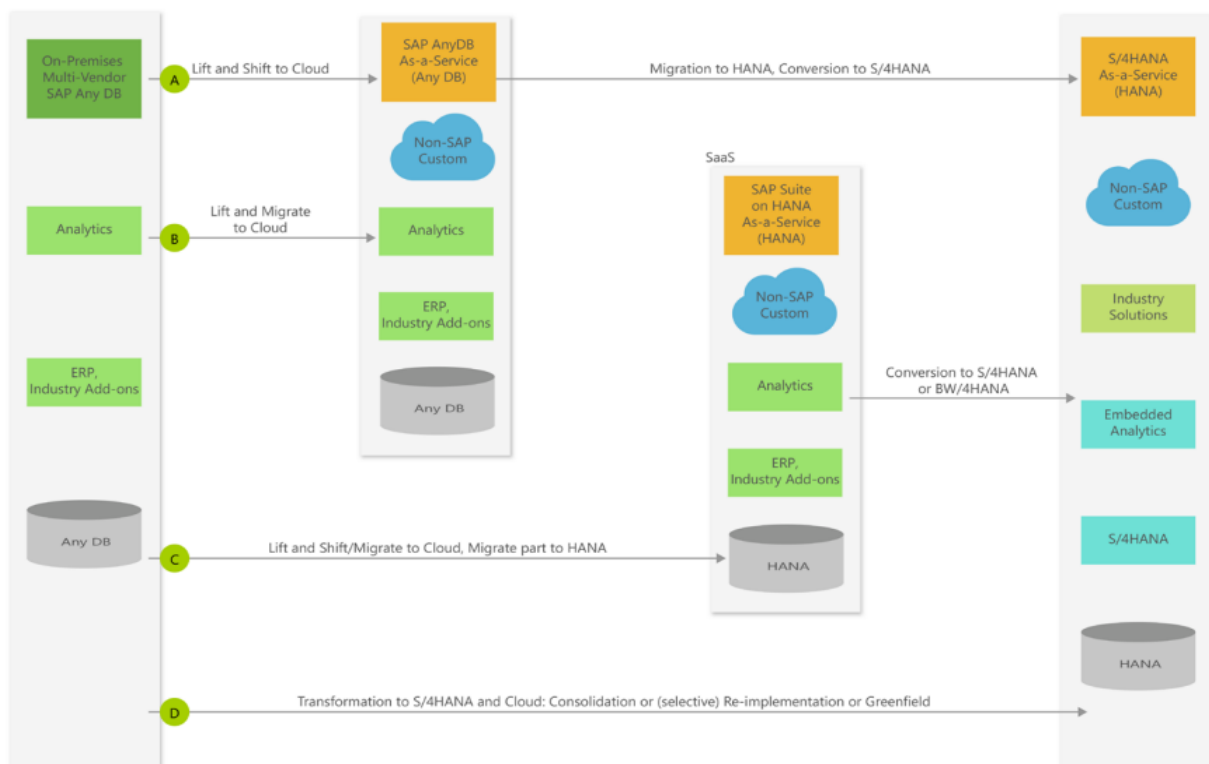 On-Premises
Multi-Vendor
SAP Any DB
Analytics
ERP,
Industry Add-ons
Any DB
A
Lift and Shift to Cloud
B
Lift and Migrate
to Cloud
C
Lift and Shift/Migrate to Cloud, Migrate part to HANA
D
Transformation to S/4HANA and Cloud: Consolidation or (selective) Re-implementation or Greenfield
SAP AnyDB
As-a-Service
(Any DB)
Non-SAP
Custom
Analytics
ERP,
Industry Add-ons
Any DB
Migration to HANA, Conversion to S/4HANA
SaaS
SAP Suite
on HANA
As-a-Service
(HANA)
Non-SAP
Custom
Analytics
ERP,
Industry Add-ons
HANA
Conversion to S/4HANA
or BW/4HANA
S/4HANA
As-a-Service
(HANA)
Non-SAP
Custom
Industry
Solutions
Embedded
Analytics
S/4HANA
HANA